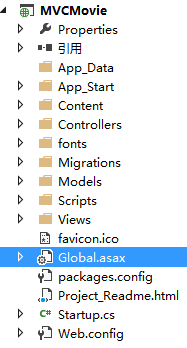 MVCMovie
Properties
引用
App_Data
App_Start
Content
Controllers
fonts
Migrations
Models
Scripts
Views
favicon.ico
Global.asax
packages.config
Project_Readme.html
C# Startup.cs
Web.config